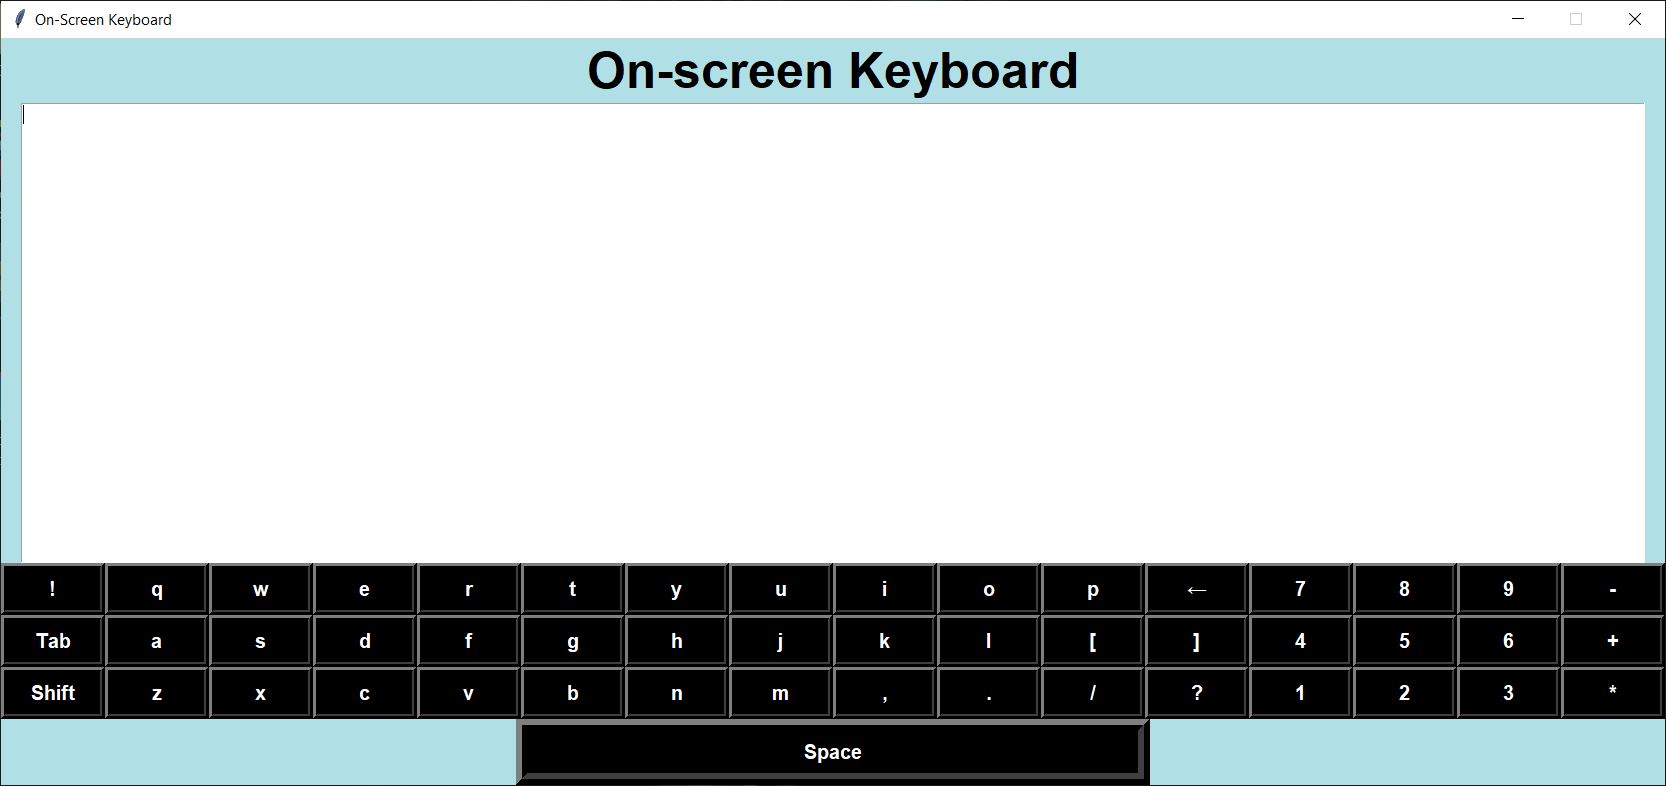 On-Screen Keyboard
On-screen Keyboard
! q w e r t y u i o p ← 7 8 9 -
Tab a s d f g h j k l [ ] 4 5 6 +
Shift z x c v b n m , . / ? 1 2 3 *
Space